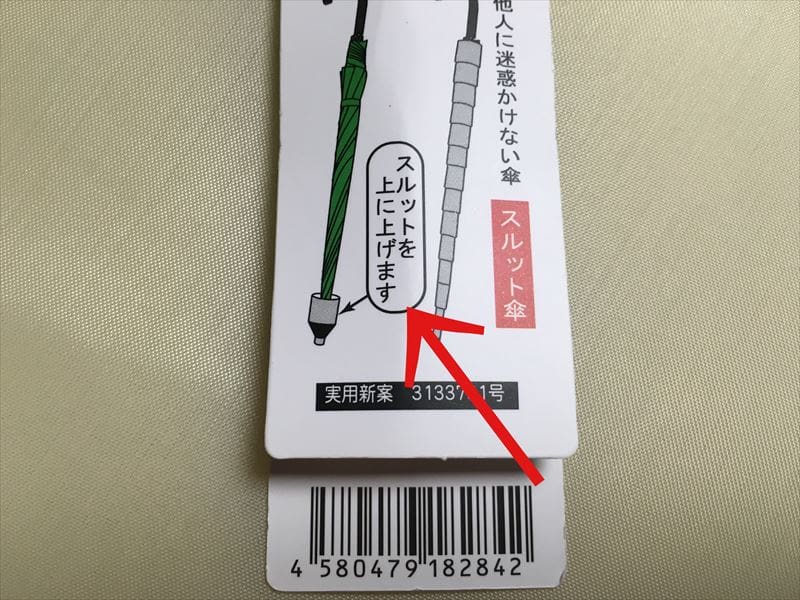 他人に迷惑かけない傘
スルット傘
スルットを
上に上げます
実用新案
4 580479 182842